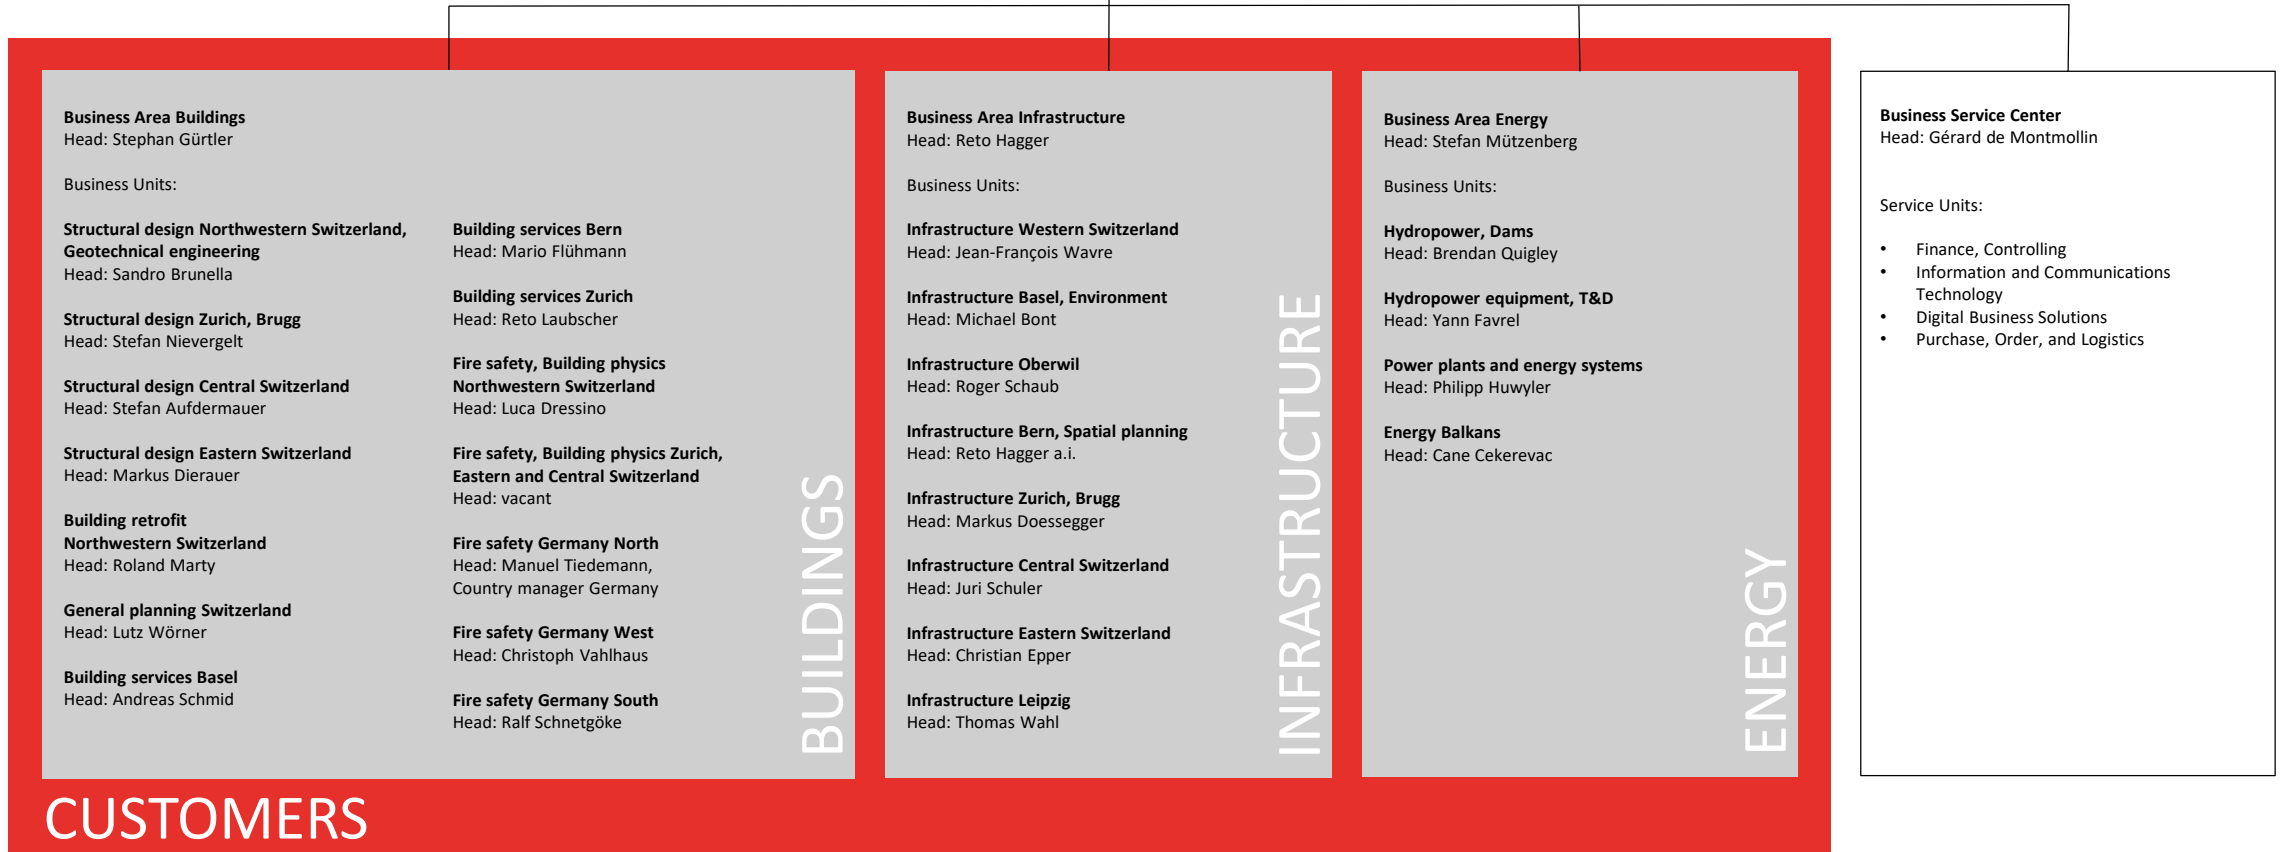 Business Area Buildings
Head: Stephan Gürtler
Business Units:
Structural design Northwestern Switzerland,
Geotechnical engineering
Head: Sandro Brunella
Structural design Zurich, Brugg
Head: Stefan Nievergelt
Structural design Central Switzerland
Head: Stefan Aufdermauer
Structural design Eastern Switzerland
Head: Markus Dierauer
Building retrofit
Northwestern Switzerland
Head: Roland Marty
General planning Switzerland
Head: Lutz Wörner
Building services Basel
Head: Andreas Schmid
Building services Bern
Head: Mario Flühmann
Building services Zurich
Head: Reto Laubscher
Fire safety, Building physics
Northwestern Switzerland
Head: Luca Dressino
Fire safety, Building physics Zurich,
Eastern and Central Switzerland
Head: vacant
Fire safety Germany North
Head: Manuel Tiedemann,
Country manager Germany
Fire safety Germany West
Head: Christoph Vahlhaus
Fire safety Germany South
Head: Ralf Schnetgöke
BUILDINGS
Business Area Infrastructure
Head: Reto Hagger
Business Units:
Infrastructure Western Switzerland
Head: Jean-François Wavre
Infrastructure Basel, Environment
Head: Michael Bont
Infrastructure Oberwil
Head: Roger Schaub
Infrastructure Bern, Spatial planning
Head: Reto Hagger a.i.
Infrastructure Zurich, Brugg
Head: Markus Doessegger
Infrastructure Central Switzerland
Head: Juri Schuler
Infrastructure Eastern Switzerland
Head: Christian Epper
Infrastructure Leipzig
Head: Thomas Wahl
INFRASTRUCTURE
Business Area Energy
Head: Stefan Mützenberg
Business Units:
Hydropower, Dams
Head: Brendan Quigley
Hydropower equipment, T&D
Head: Yann Favrel
Power plants and energy systems
Head: Philipp Huwyler
Energy Balkans
Head: Cane Cekerevac
ENERGY
CUSTOMERS
Business Service Center
Head: Gérard de Montmollin
Service Units:
• Finance, Controlling
• Information and Communications
Technology
• Digital Business Solutions
• Purchase, Order, and Logistics